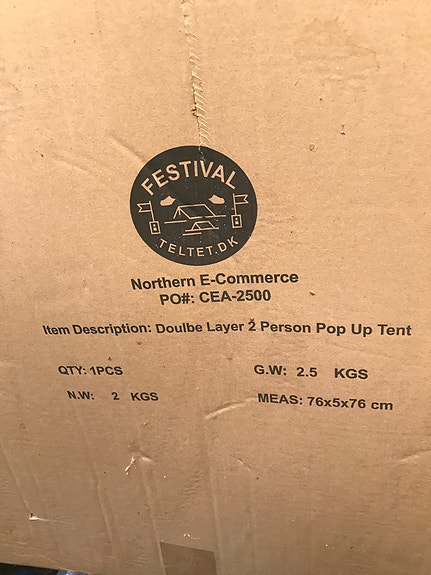 FESTIVAL
TELTET.DK
Northern E-Commerce
PO#: CEA-2500
Item Description: Doulbe Layer 2 Person Pop Up Tent
QTY: 1PCS G.W: 2.5 KGS
N.W: 2 KGS MEAS: 76x5x76 cm